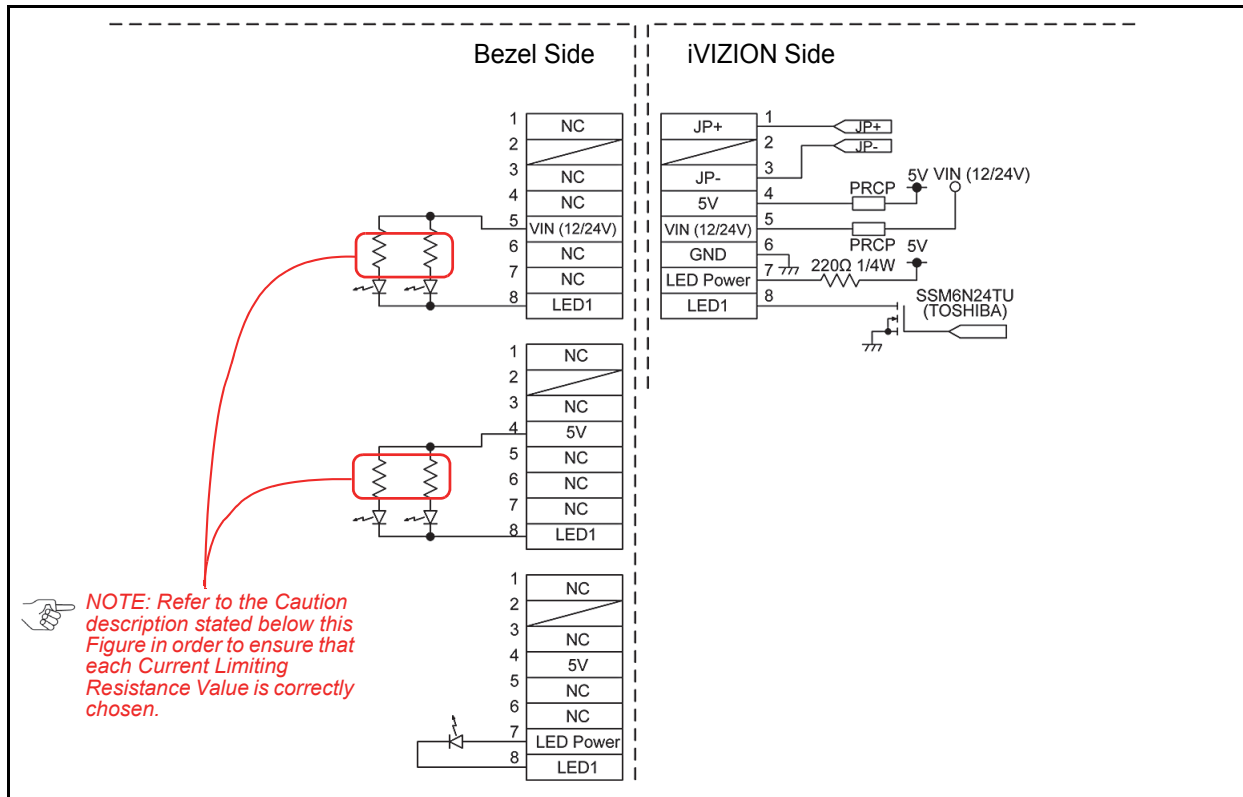 Bezel Side
iVIZION Side
1 NC
2
3 NC
4 NC
5 VIN (12/24V)
6 NC
7 NC
8 LED1
JP+ 1 JP+
2 JP-
JP- 3
5V 4 PRCP 5V VIN (12/24V)
VIN (12/24V) 5 PRCP
GND 6
LED Power 7 220Ω 1/4W 5V
LED1 8
SSM6N24TU
(TOSHIBA)
1 NC
2
3 NC
4 5V
5 NC
6 NC
7 NC
8 LED1
1 NC
2
3 NC
4 5V
5 NC
6 NC
7 LED Power
8 LED1
NOTE: Refer to the Caution
description stated below this
Figure in order to ensure that
each Current Limiting
Resistance Value is correctly
chosen.